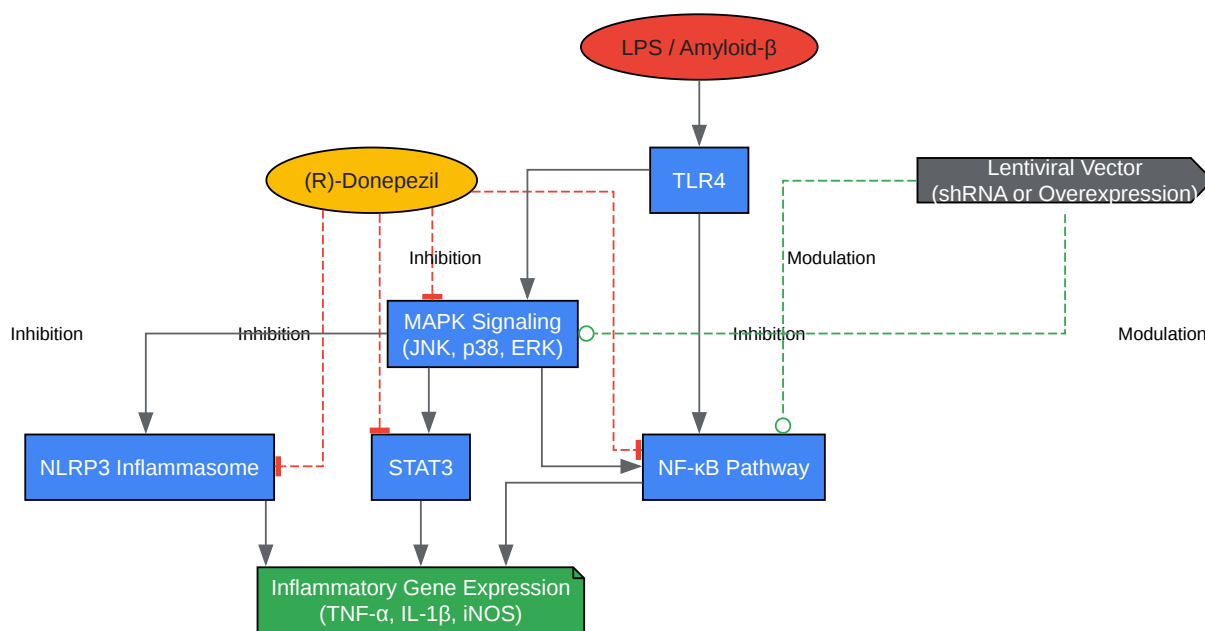 LPS / Amyloid-β
(R)-Donepezil
TLR4
Lentiviral Vector
(shRNA or Overexpression)
Inhibition
Modulation
MAPK Signaling
(JNK, p38, ERK)
Inhibition
Inhibition
Inhibition
Modulation
NLRP3 Inflammasome
STAT3
NF-κB Pathway
Inflammatory Gene Expression
(TNF-α, IL-1β, iNOS)